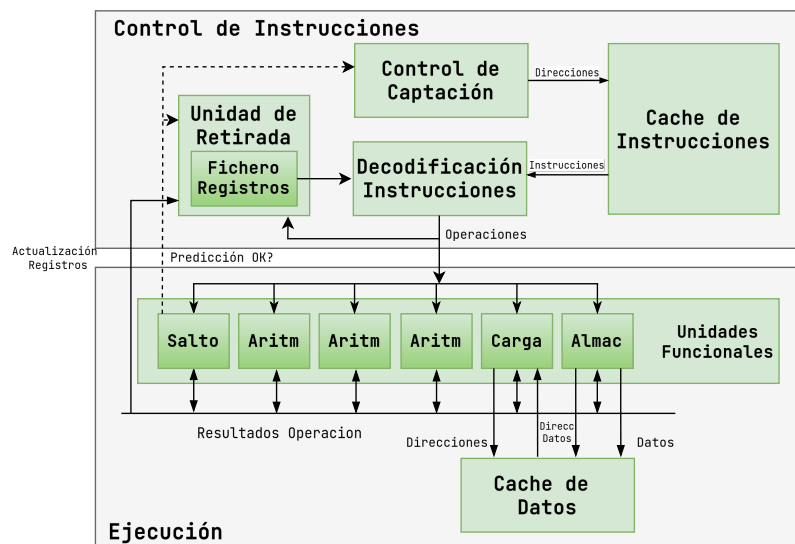 Control de Instrucciones
Control de
Captación
Direcciones
Cache de
Instrucciones
Unidad de
Retirada
Fichero
Registros
Decodificación
Instrucciones
Instrucciones
Operaciones
Actualización
Registros
Predicción OK?
Salto
Aritm
Aritm
Aritm
Carga
Almac
Unidades
Funcionales
Resultados Operacion
Direcciones
Direcc
Datos
Datos
Cache de
Datos
Ejecución